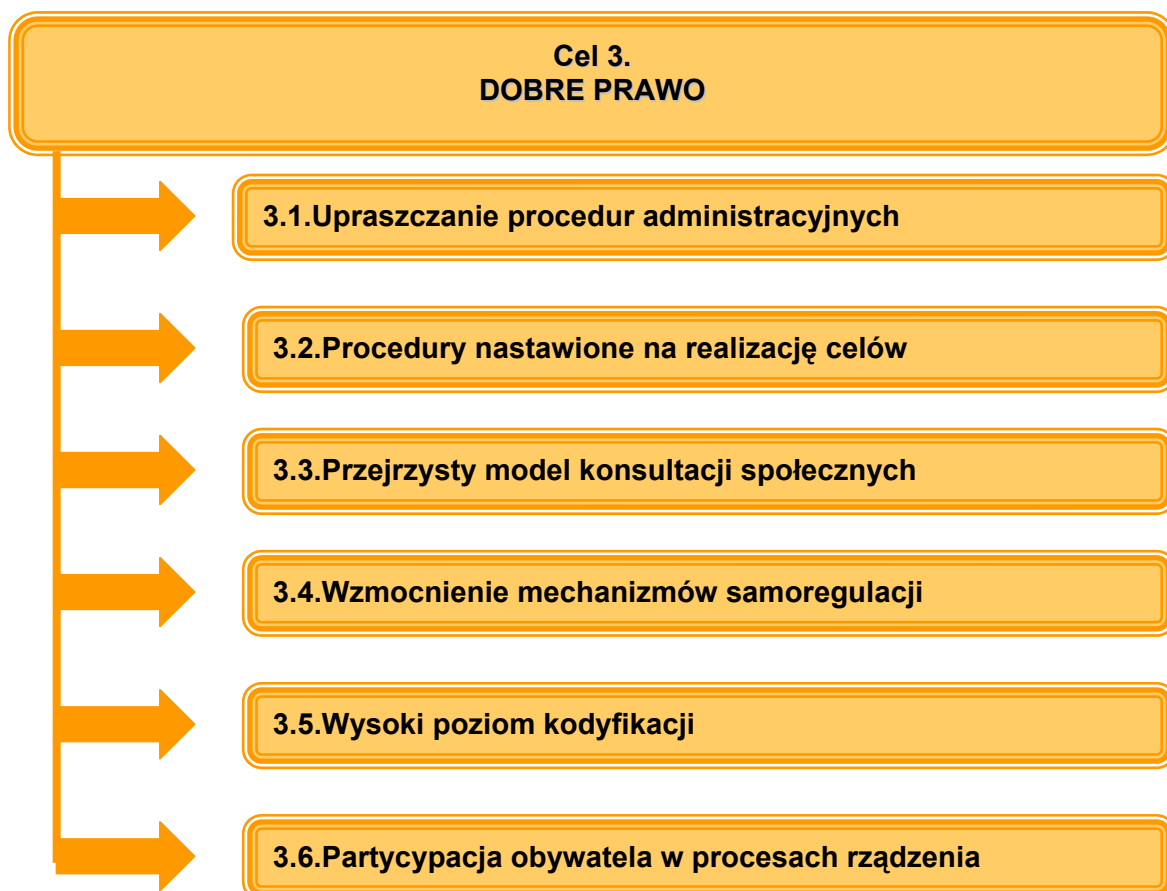 Cel 3.
DOBRE PRAWO
3.1.Upraszczanie procedur administracyjnych
3.2.Procedury nastawione na realizację celów
3.3.Przejrzysty model konsultacji społecznych
3.4.Wzmocnienie mechanizmów samoregulacji
3.5.Wysoki poziom kodyfikacji
3.6.Partycypacja obywatela w procesach rządzenia